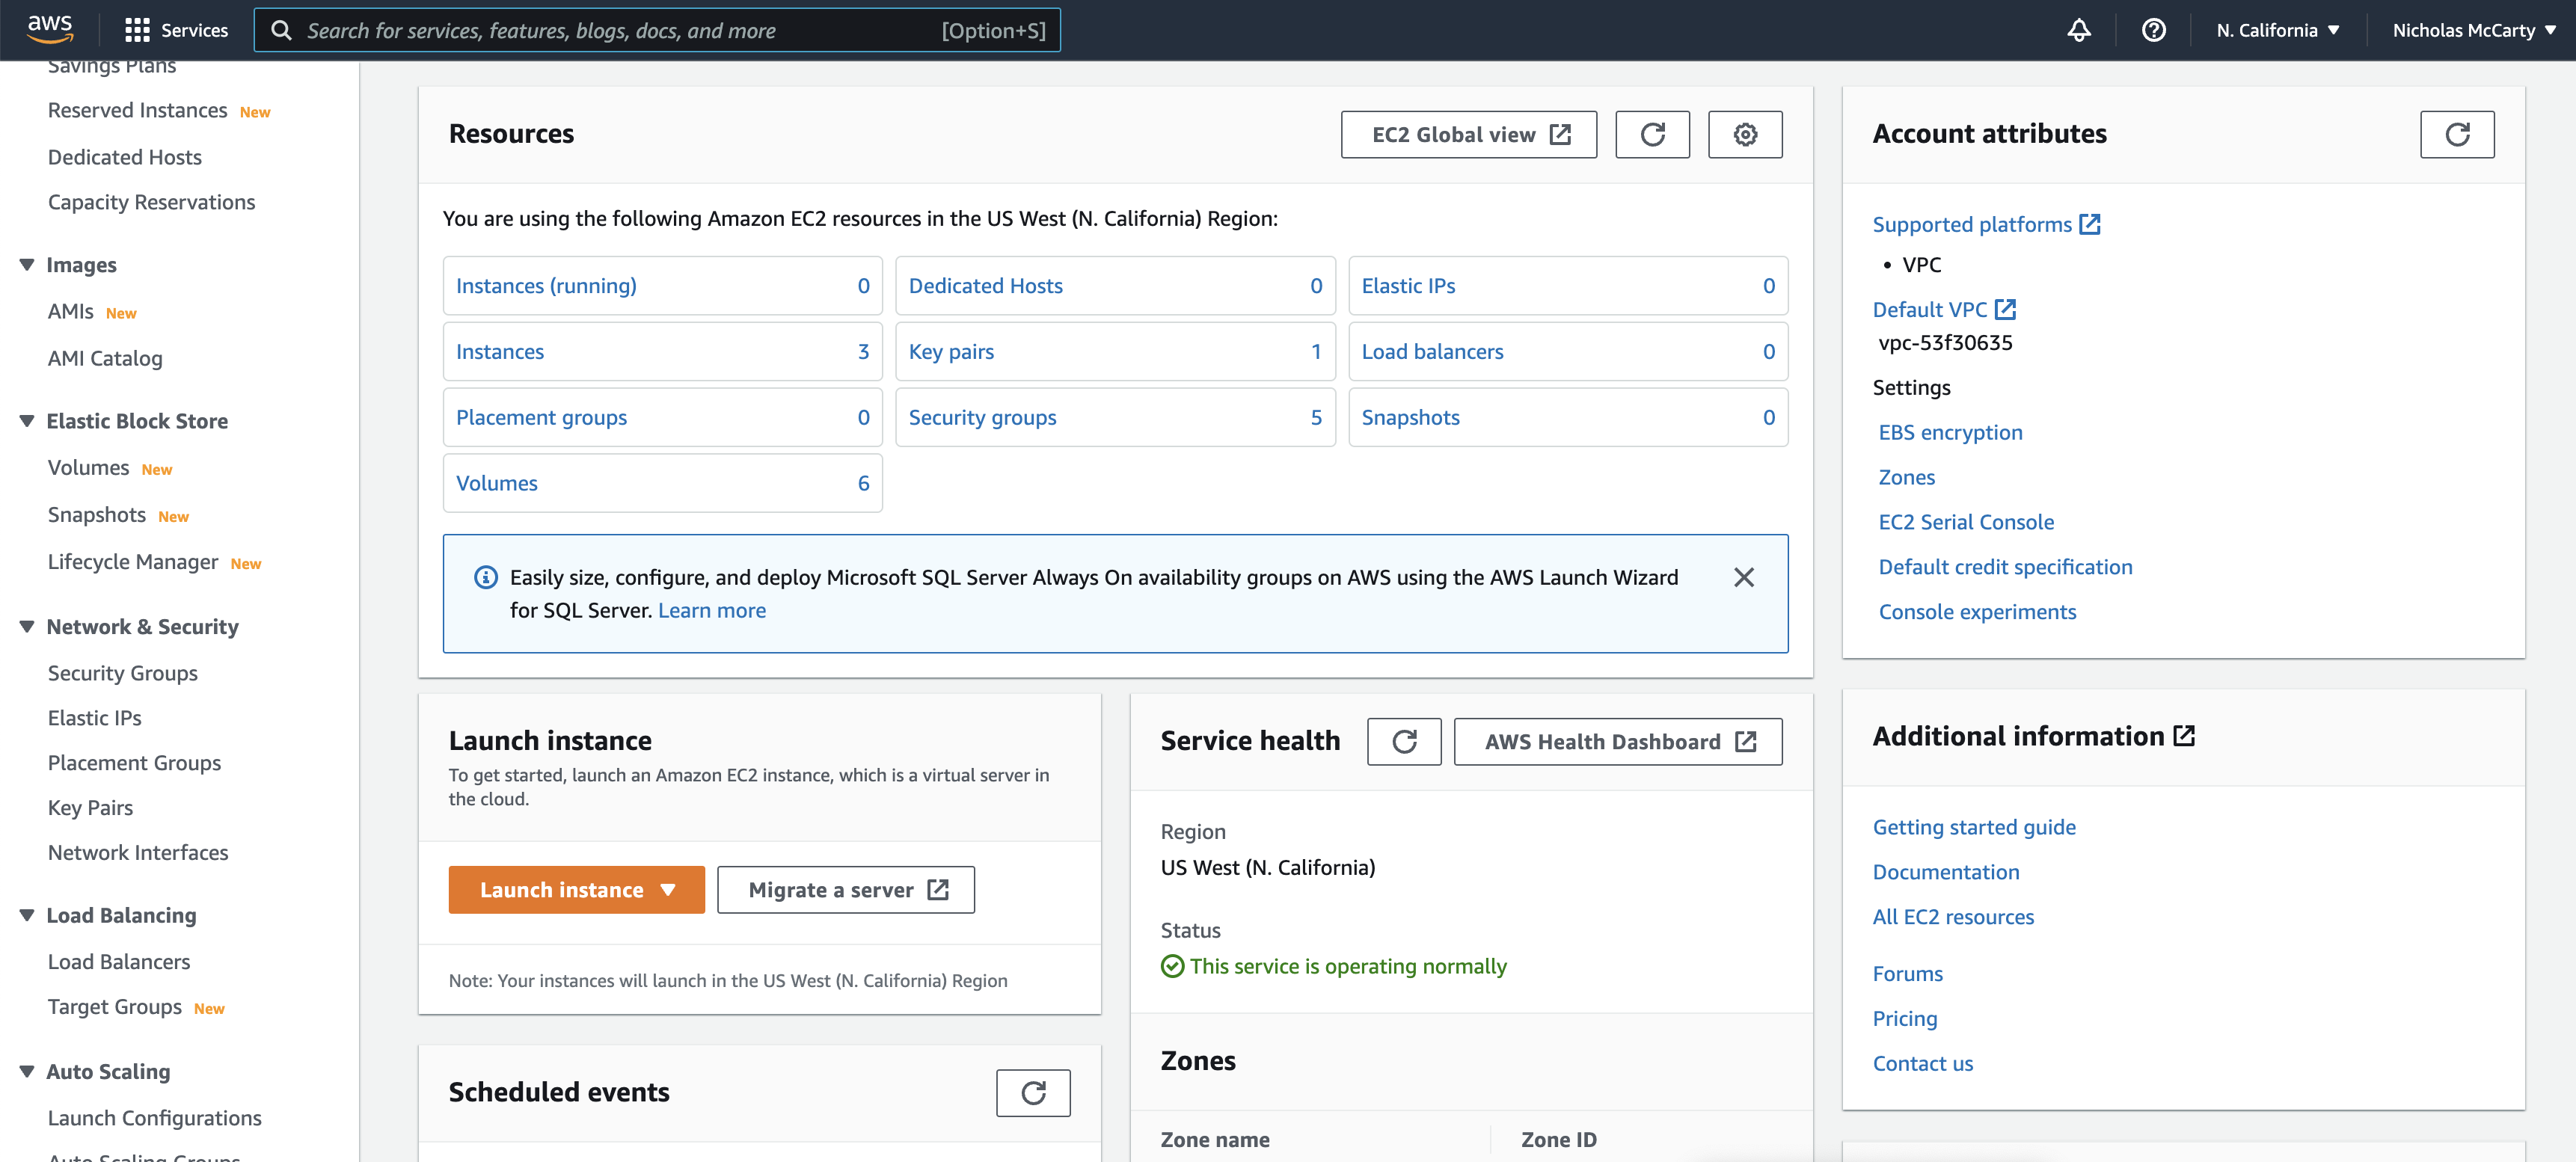 aws
Services
Search for services, features, blogs, docs, and more
[Option+S]
N. California
Nicholas McCarty
Savings Plans
Reserved Instances New
Dedicated Hosts
Capacity Reservations
Images
AMIs New
AMI Catalog
Elastic Block Store
Volumes New
Snapshots New
Lifecycle Manager New
Network & Security
Security Groups
Elastic IPs
Placement Groups
Key Pairs
Network Interfaces
Load Balancing
Load Balancers
Target Groups New
Auto Scaling
Launch Configurations
Auto Scaling Groups
Resources
EC2 Global view
You are using the following Amazon EC2 resources in the US West (N. California) Region:
Instances (running) 0
Dedicated Hosts 0
Elastic IPs 0
Instances 3
Key pairs 1
Load balancers 0
Placement groups 0
Security groups 5
Snapshots 0
Volumes 6
Easily size, configure, and deploy Microsoft SQL Server Always On availability groups on AWS using the AWS Launch Wizard
for SQL Server. Learn more
Launch instance
To get started, launch an Amazon EC2 instance, which is a virtual server in
the cloud.
Launch instance
Migrate a server
Note: Your instances will launch in the US West (N. California) Region
Scheduled events
Service health
AWS Health Dashboard
Region
US West (N. California)
Status
This service is operating normally
Zones
Zone name
Zone ID
Account attributes
Supported platforms
• VPC
Default VPC
vpc-53f30635
Settings
EBS encryption
Zones
EC2 Serial Console
Default credit specification
Console experiments
Additional information
Getting started guide
Documentation
All EC2 resources
Forums
Pricing
Contact us